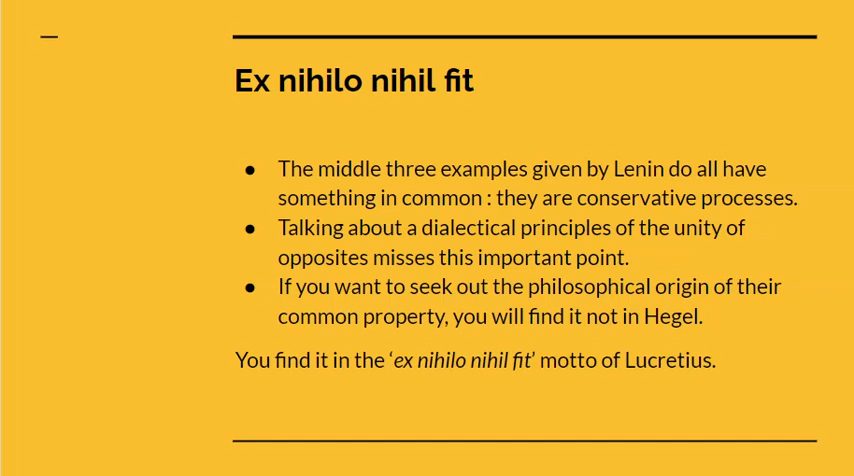 Ex nihilo nihil fit
● The middle three examples given by Lenin do all have
something in common : they are conservative processes.
● Talking about a dialectical principles of the unity of
opposites misses this important point.
● If you want to seek out the philosophical origin of their
common property, you will find it not in Hegel.
You find it in the ‘ex nihilo nihil fit’ motto of Lucretius.